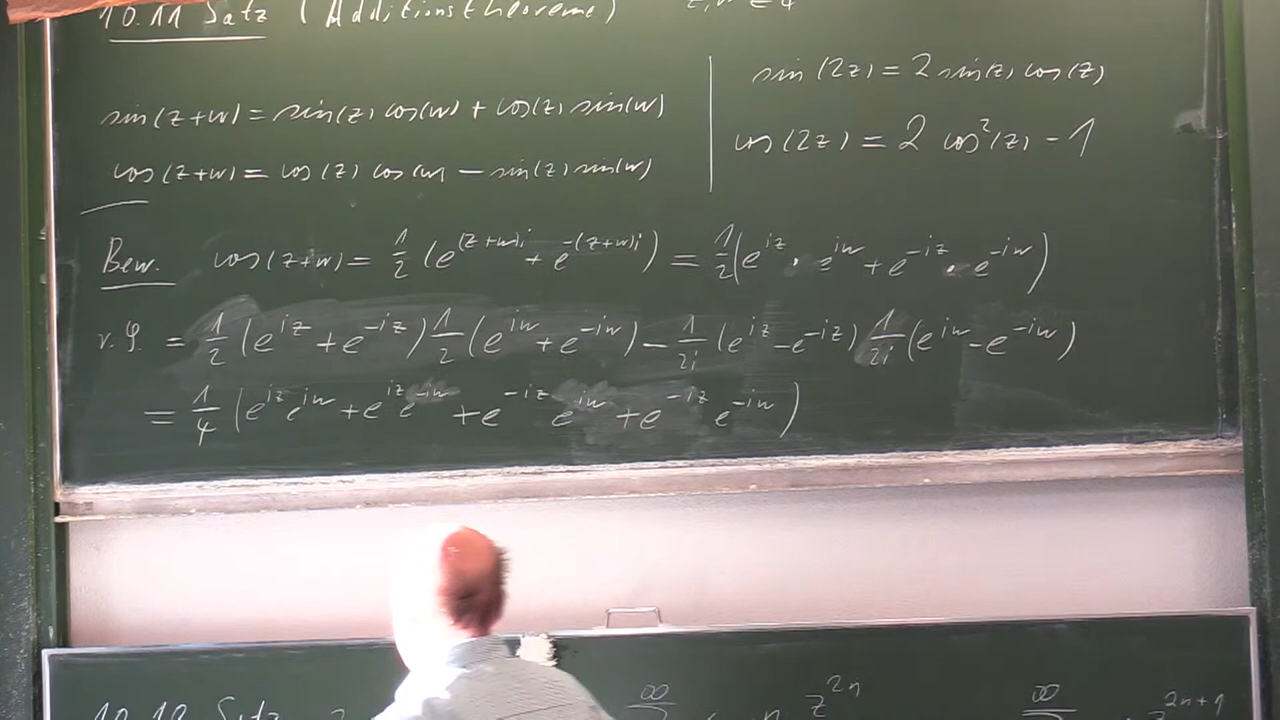 10.11 Satz (Additionstheoreme)
sin(z+w) = sin(z) cos(w) + cos(z) sin(w)
cos(z+w) = cos(z) cos(w) − sin(z) sin(w)
sin(2z) = 2 sin(z) cos(z)
cos(2z) = 2 cos²(z) − 1
Bew. cos(z+w) = 1/2 (e^{(z+w)i} + e^{-(z+w)i}) = 1/2 (e^{iz} · e^{iw} + e^{-iz} · e^{-iw})
r.S. = 1/2 (e^{iz} + e^{-iz}) 1/2 (e^{iw} + e^{-iw}) − 1/2i (e^{iz} − e^{-iz}) 1/2i (e^{iw} − e^{-iw})
= 1/4 (e^{iz} e^{iw} + e^{iz} e^{-iw} + e^{-iz} e^{iw} + e^{-iz} e^{-iw})
10.12 Satz ∞ z^{2n} ∞ z^{2n+1}